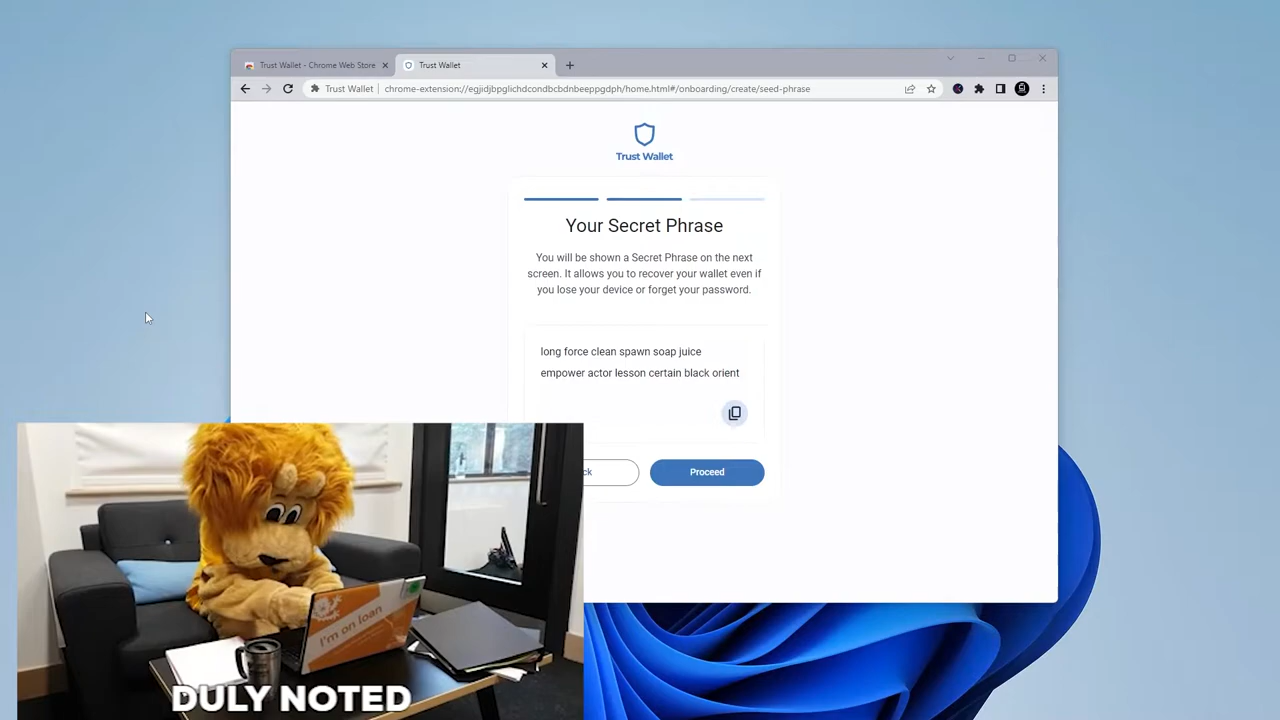 Trust Wallet - Chrome Web Store
Trust Wallet
Trust Wallet | chrome-extension://egjidjbpglichdcondbcbdnbeeppgdph/home.html#/onboarding/create/seed-phrase
Trust Wallet
Your Secret Phrase
You will be shown a Secret Phrase on the next
screen. It allows you to recover your wallet even if
you lose your device or forget your password.
long force clean spawn soap juice
empower actor lesson certain black orient
ck
Proceed
I'm on loan
DULY NOTED